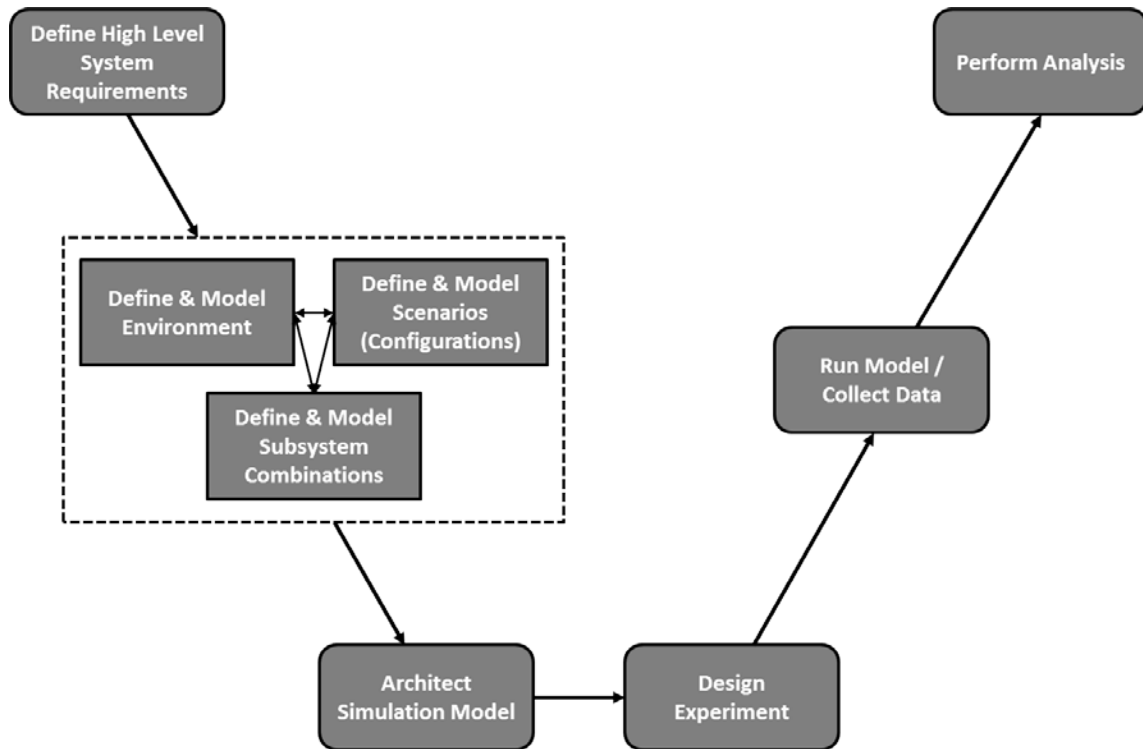 Define High Level
System
Requirements
Perform Analysis
Define & Model
Environment
Define & Model
Scenarios
(Configurations)
Define & Model
Subsystem
Combinations
Run Model /
Collect Data
Architect
Simulation Model
Design
Experiment